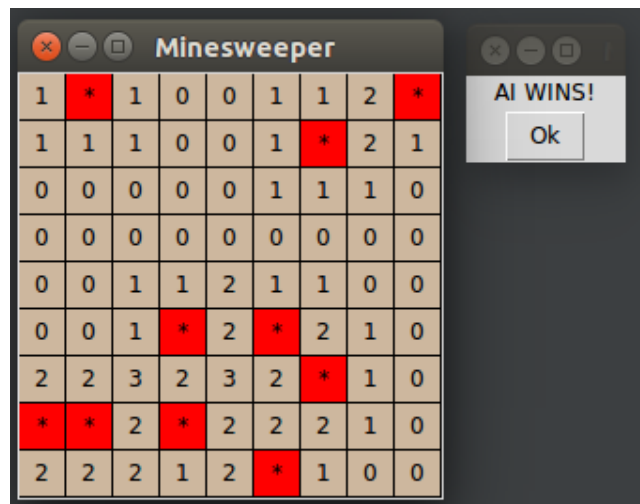 Minesweeper
1 * 1 0 0 1 1 2 *
1 1 1 0 0 1 * 2 1
0 0 0 0 0 1 1 1 0
0 0 0 0 0 0 0 0 0
0 0 1 1 2 1 1 0 0
0 0 1 * 2 * 2 1 0
2 2 3 2 3 2 * 1 0
* * 2 * 2 2 2 1 0
2 2 2 1 2 * 1 0 0
AI WINS!
Ok